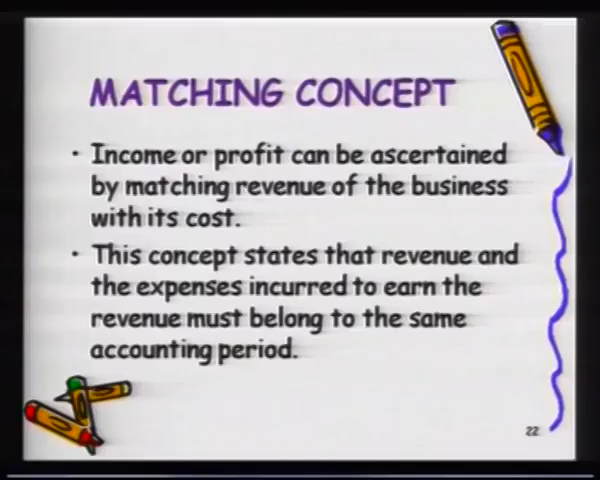 MATCHING CONCEPT
• Income or profit can be ascertained
by matching revenue of the business
with its cost.
• This concept states that revenue and
the expenses incurred to earn the
revenue must belong to the same
accounting period.
22